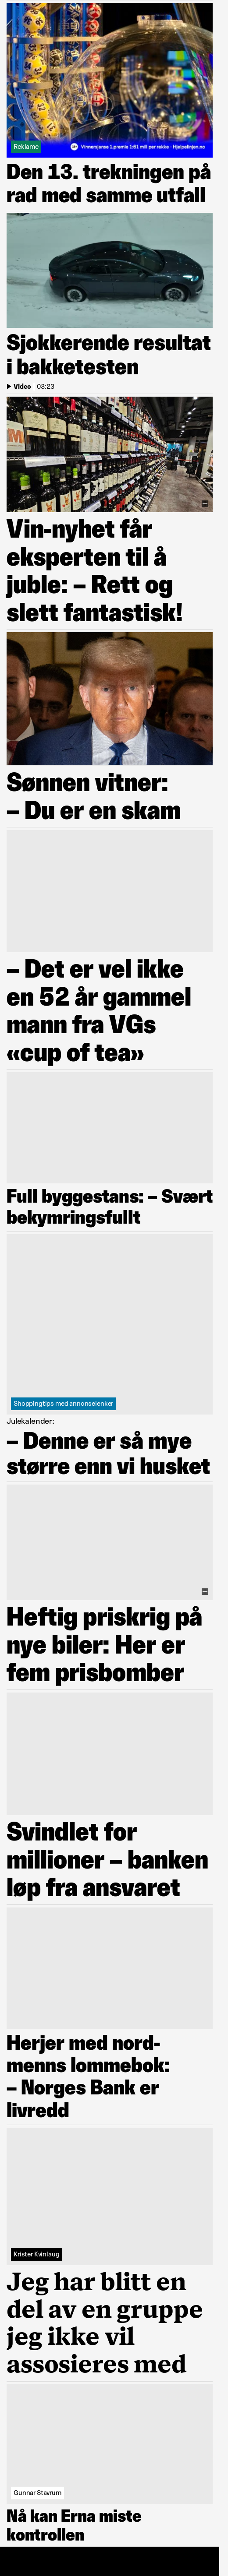 Reklame
Vinnersjanse 1.premie 1:61 mill per rekke - Hjelpelinjen.no
Den 13. trekningen på
rad med samme utfall
Sjokkerende resultat
i bakketesten
Video | 03:23
Vin-nyhet får
eksperten til å
juble: – Rett og
slett fantastisk!
Sønnen vitner:
– Du er en skam
– Det er vel ikke
en 52 år gammel
mann fra VGs
«cup of tea»
Full byggestans: – Svært
bekymringsfullt
Shoppingtips med annonselenker
Julekalender:
– Denne er så mye
større enn vi husket
Heftig priskrig på
nye biler: Her er
fem prisbomber
Svindlet for
millioner – banken
løp fra ansvaret
Herjer med nord-
menns lommebok:
– Norges Bank er
livredd
Krister Kvinlaug
Jeg har blitt en
del av en gruppe
jeg ikke vil
assosieres med
Gunnar Stavrum
Nå kan Erna miste
kontrollen